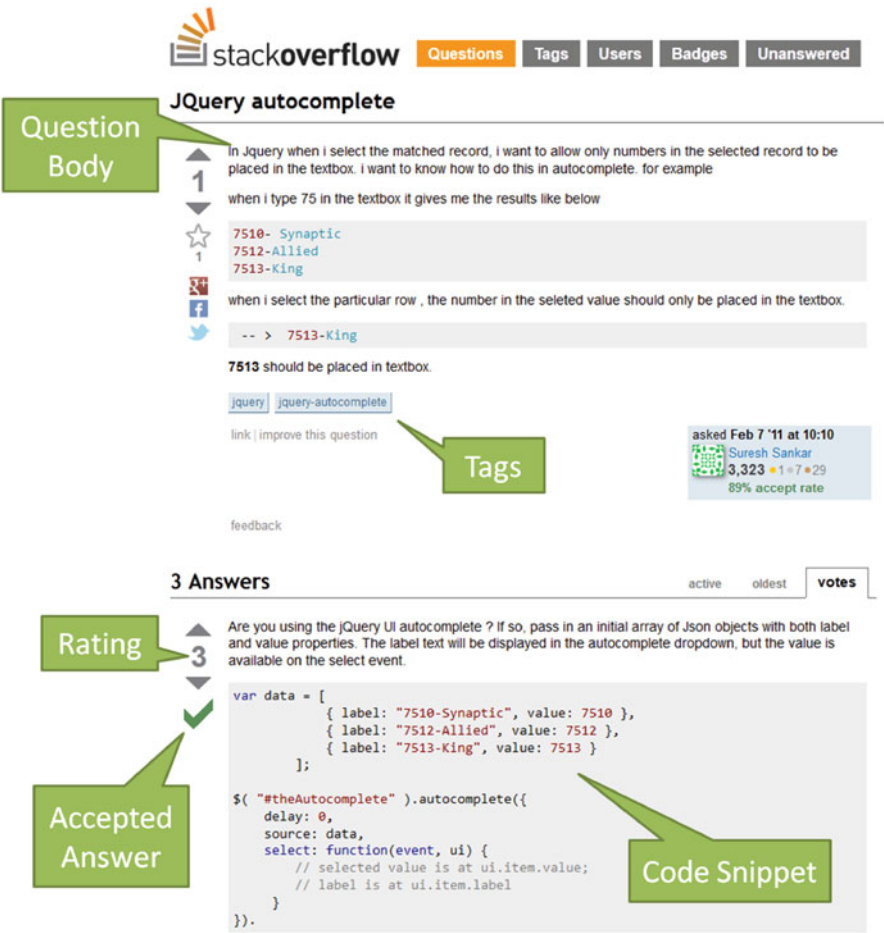 stackoverflow Questions Tags Users Badges Unanswered
JQuery autocomplete
Question
Body
In Jquery when i select the matched record, i want to allow only numbers in the selected record to be
placed in the textbox. i want to know how to do this in autocomplete. for example
1
when i type 75 in the textbox it gives me the results like below
7510- Synaptic
7512-Allied
7513-King
1
g+
f
when i select the particular row , the number in the seleted value should only be placed in the textbox.
-- > 7513-King
7513 should be placed in textbox.
jquery jquery-autocomplete
link | improve this question
Tags
asked Feb 7 '11 at 10:10
Suresh Sankar
3,323 ●1 ●7 ●29
89% accept rate
feedback
3 Answers active oldest votes
Rating
3
Are you using the jQuery UI autocomplete ? If so, pass in an initial array of Json objects with both label
and value properties. The label text will be displayed in the autocomplete dropdown, but the value is
available on the select event.
var data = [
{ label: "7510-Synaptic", value: 7510 },
{ label: "7512-Allied", value: 7512 },
{ label: "7513-King", value: 7513 }
];
Accepted
Answer
$( "#theAutocomplete" ).autocomplete({
delay: 0,
source: data,
select: function(event, ui) {
// selected value is at ui.item.value;
// label is at ui.item.label
}
}).
Code Snippet